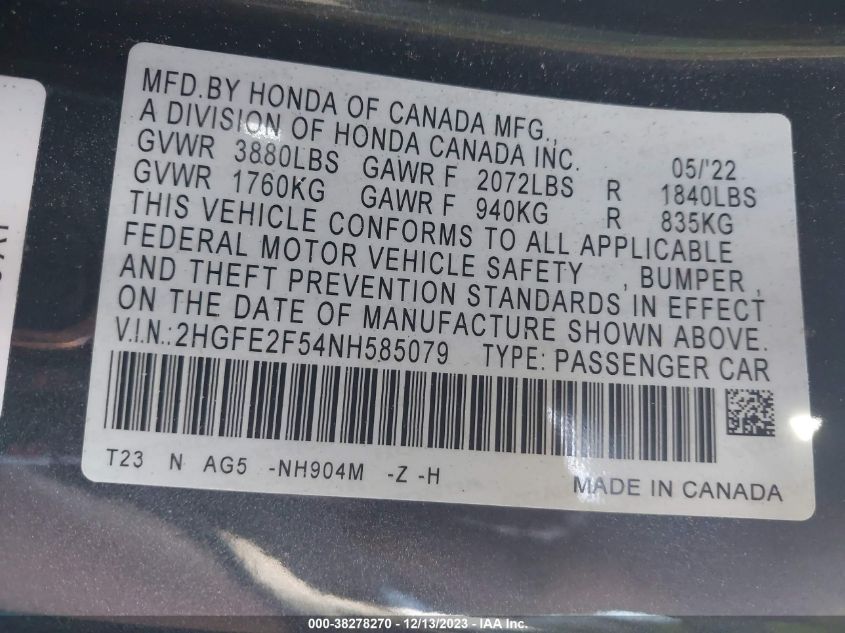 MFD.BY HONDA OF CANADA MFG.,
A DIVISION OF HONDA CANADA INC. 05/'22
GVWR 3880LBS GAWR F 2072LBS R 1840LBS
GVWR 1760KG GAWR F 940KG R 835KG
THIS VEHICLE CONFORMS TO ALL APPLICABLE
FEDERAL MOTOR VEHICLE SAFETY , BUMPER ,
AND THEFT PREVENTION STANDARDS IN EFFECT
ON THE DATE OF MANUFACTURE SHOWN ABOVE.
V.I.N.:2HGFE2F54NH585079 TYPE: PASSENGER CAR
T23 N AG5 -NH904M -Z -H
MADE IN CANADA
000-38278270 - 12/13/2023 - IAAI.com